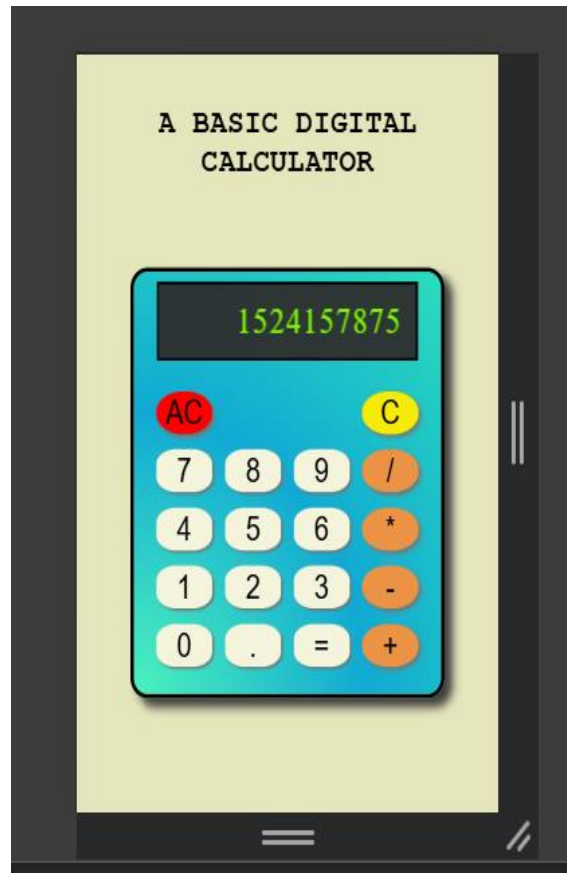 A BASIC DIGITAL
CALCULATOR
1524157875
AC C
7 8 9 /
4 5 6 *
1 2 3 -
0 . = +